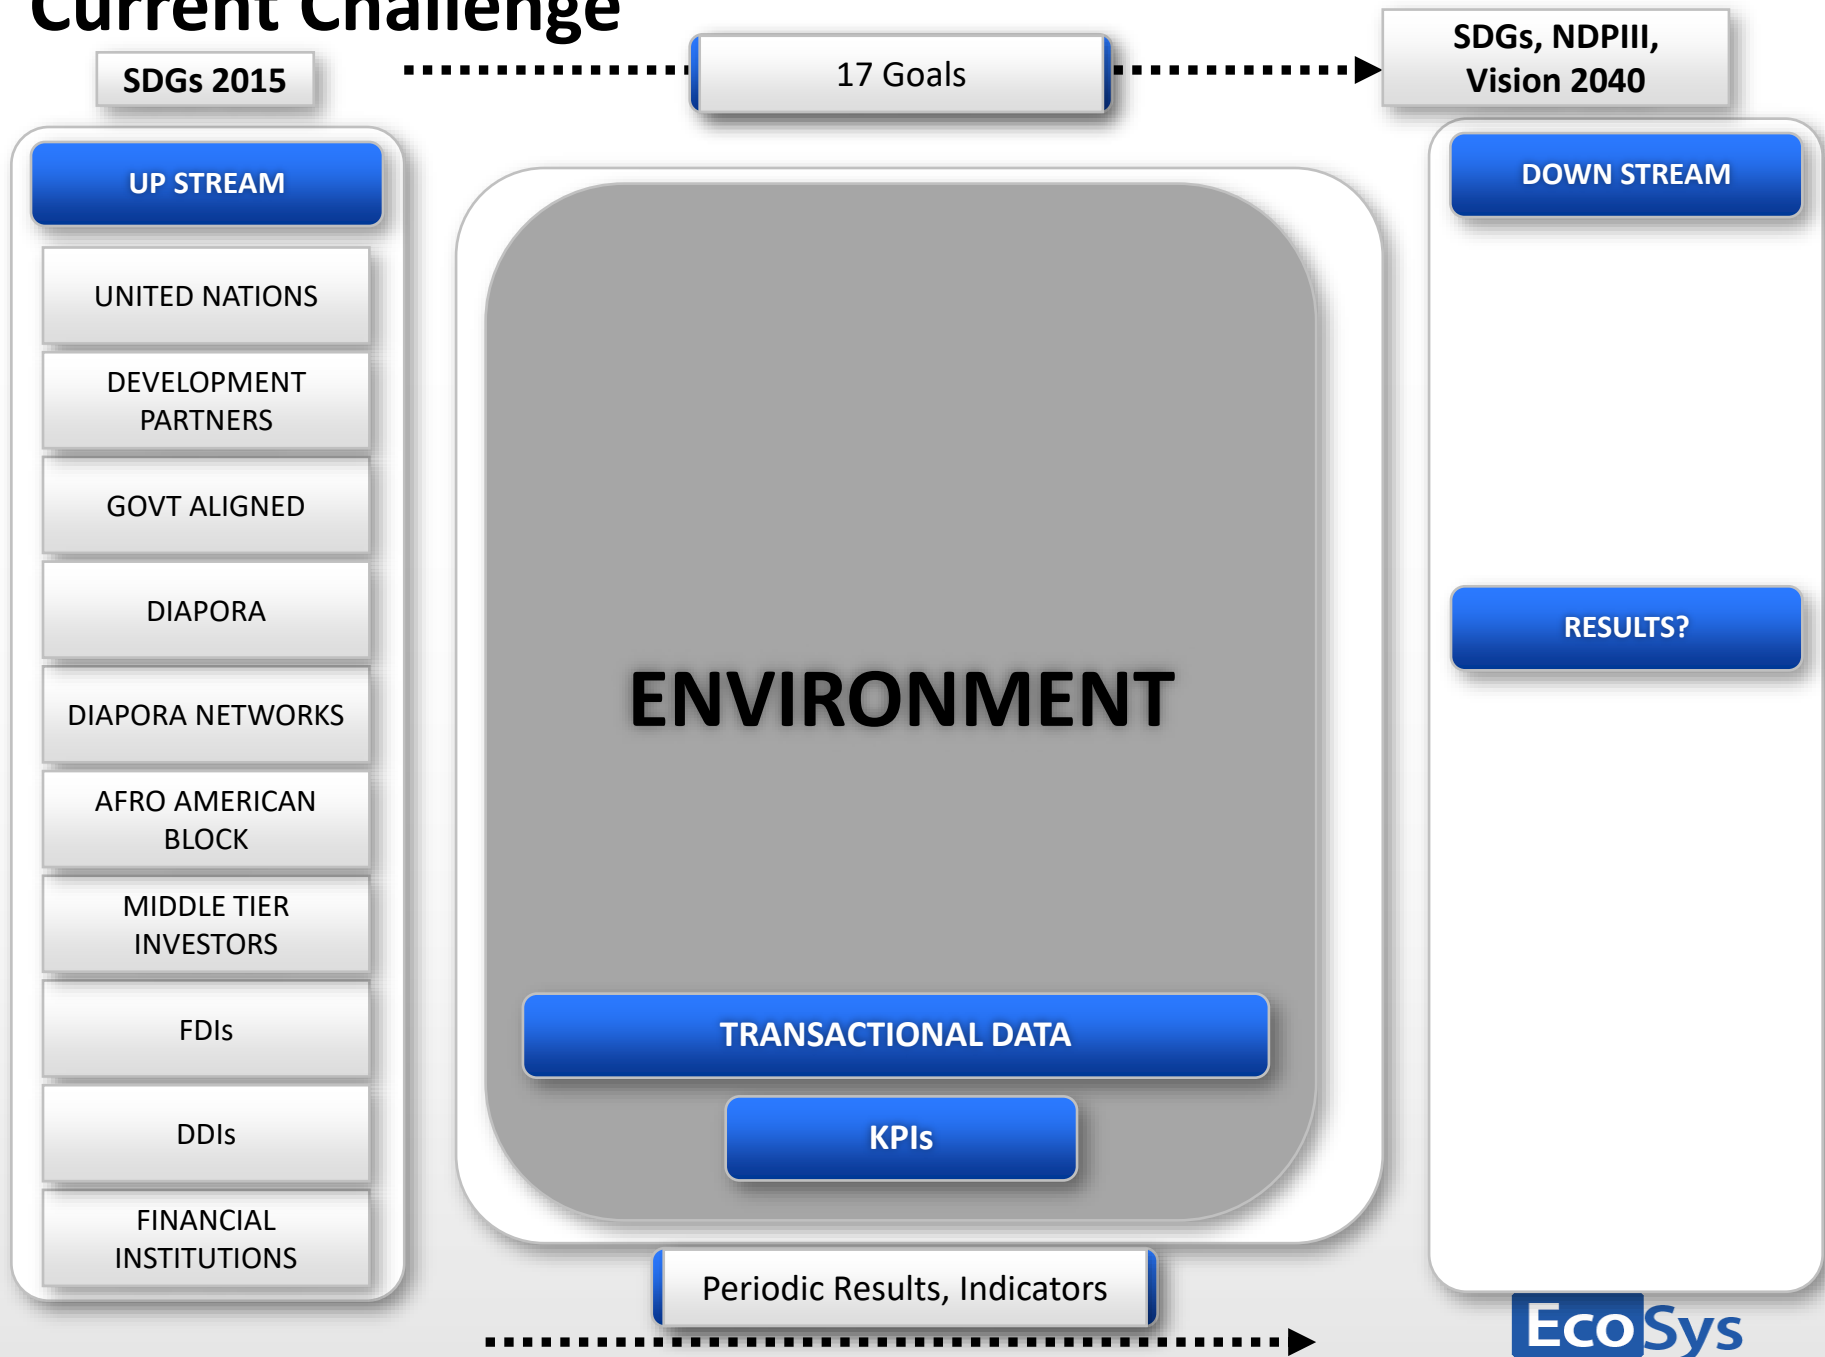 Current Challenge
SDGs 2015
17 Goals
SDGs, NDPIII,
Vision 2040
UP STREAM
UNITED NATIONS
DEVELOPMENT
PARTNERS
GOVT ALIGNED
DIAPORA
DIAPORA NETWORKS
AFRO AMERICAN
BLOCK
MIDDLE TIER
INVESTORS
FDIs
DDIs
FINANCIAL
INSTITUTIONS
ENVIRONMENT
TRANSACTIONAL DATA
KPIs
Periodic Results, Indicators
DOWN STREAM
RESULTS?
EcoSys